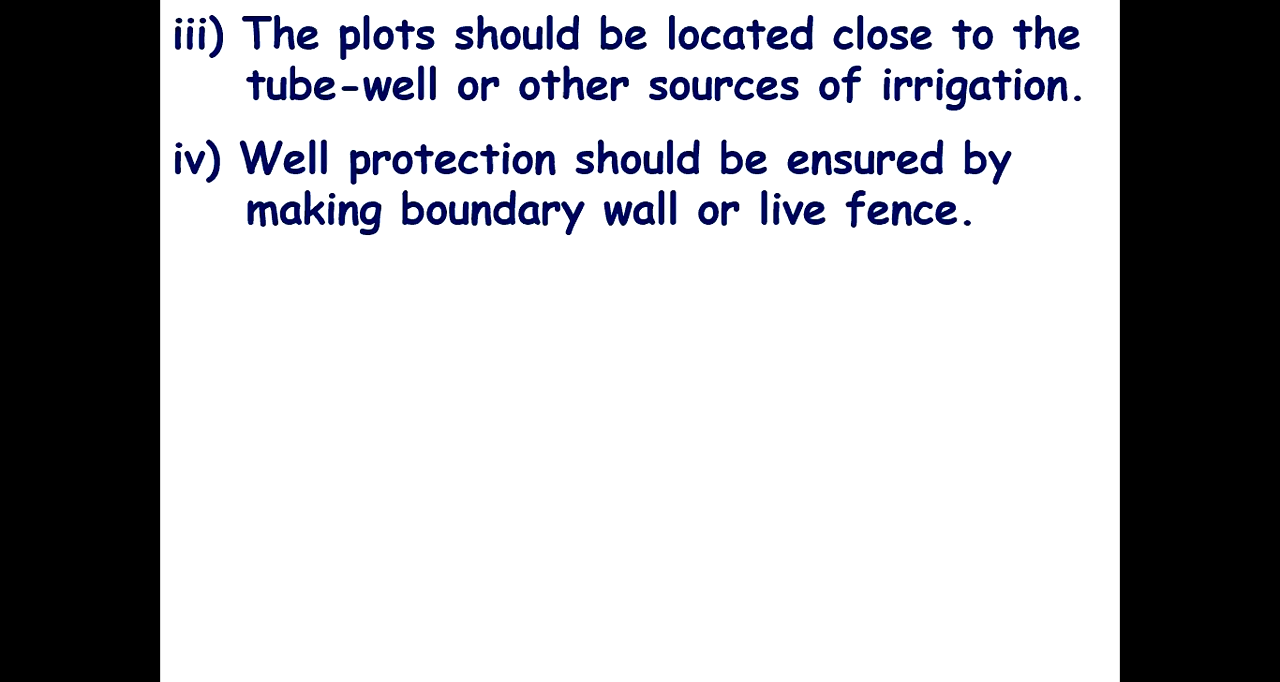 iii) The plots should be located close to the
tube-well or other sources of irrigation.
iv) Well protection should be ensured by
making boundary wall or live fence.